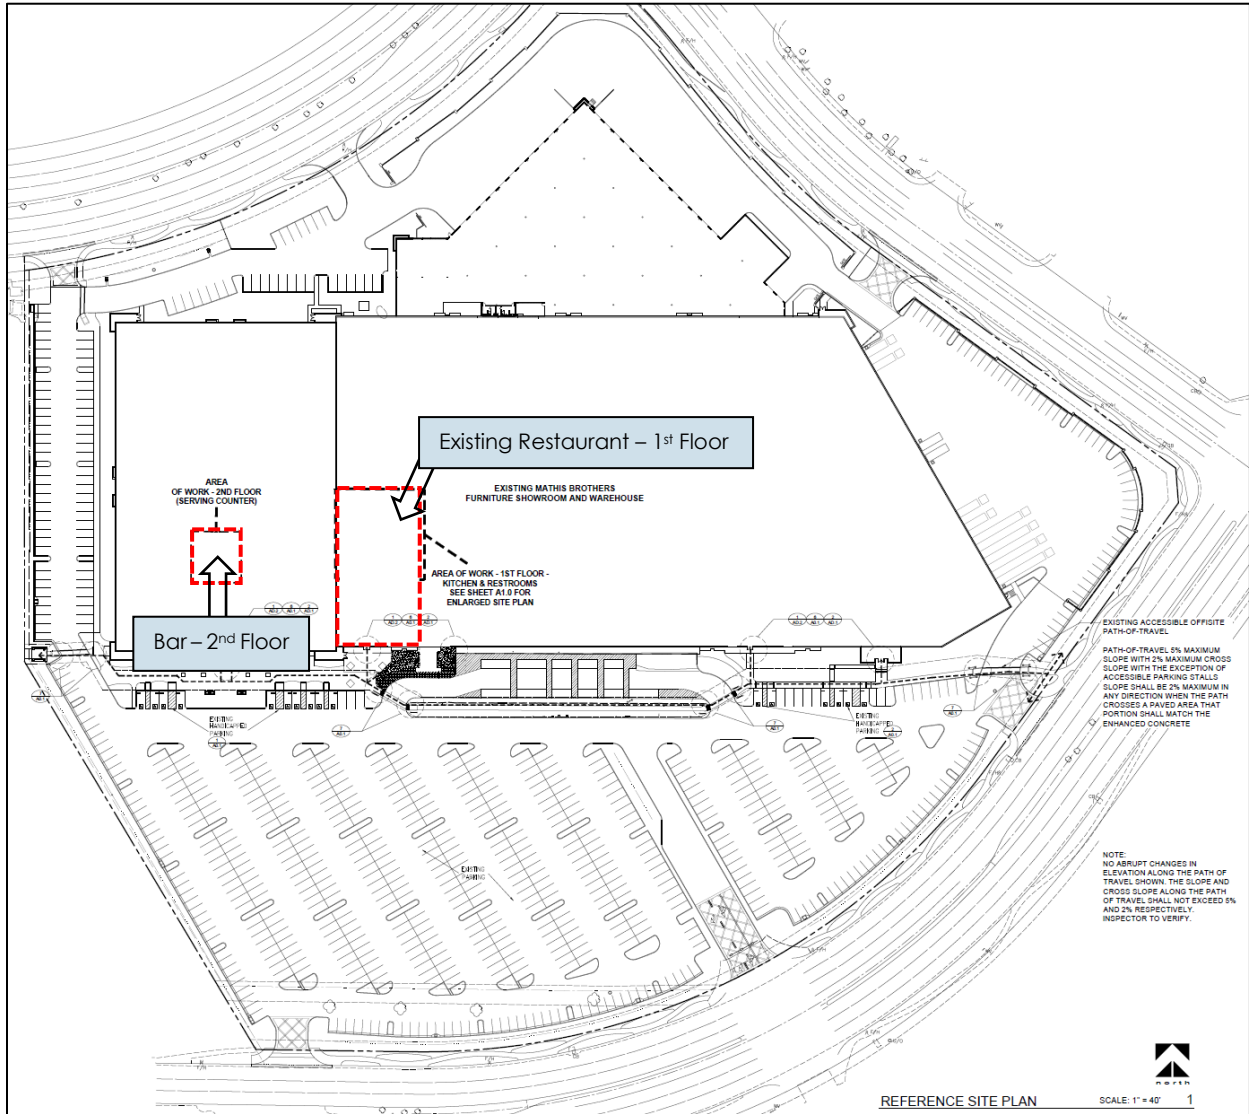 Existing Restaurant – 1st Floor
AREA
OF WORK - 2ND FLOOR
(SERVING COUNTER)
EXISTING MATHIS BROTHERS
FURNITURE SHOWROOM AND WAREHOUSE
AREA OF WORK - 1ST FLOOR -
KITCHEN & RESTROOMS
SEE SHEET A1.0 FOR
ENLARGED SITE PLAN
Bar – 2nd Floor
EXISTING ACCESSIBLE OFFISITE
PATH-OF-TRAVEL
PATH-OF-TRAVEL 5% MAXIMUM
SLOPE WITH 2% MAXIMUM CROSS
SLOPE WITH THE EXCEPTION OF
ACCESSIBLE PARKING STALLS
SLOPE SHALL BE 2% MAXIMUM IN
ANY DIRECTION WHEN THE PATH
CROSSES A PAVED AREA THAT
PORTION SHALL MATCH THE
ENHANCED CONCRETE
EXISTING
HANDICAPPED
PARKING
EXISTING
HANDICAPPED
PARKING
EXISTING
PARKING
NOTE:
NO ABRUPT CHANGES IN
ELEVATION ALONG THE PATH OF
TRAVEL SHOWN. THE SLOPE AND
CROSS SLOPE ALONG THE PATH
OF TRAVEL SHALL NOT EXCEED 5%
AND 2% RESPECTIVELY.
INSPECTOR TO VERIFY.
north
REFERENCE SITE PLAN
SCALE: 1" = 40'
1